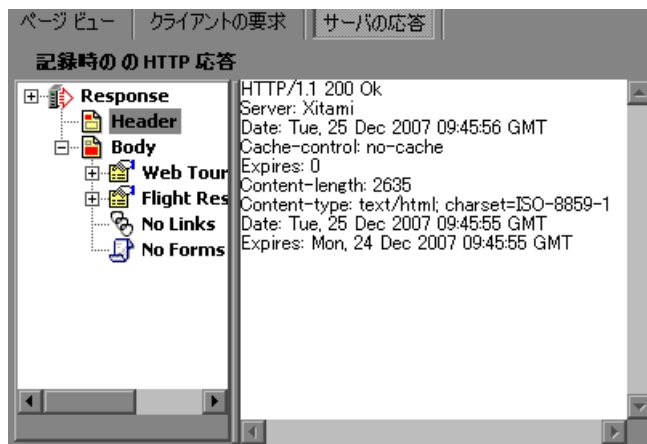 ページ ビュー クライアントの要求 サーバの応答
記録時の の HTTP 応答
Response
Header
Body
Web Tour
Flight Res
No Links
No Forms
HTTP/1.1 200 Ok
Server: Xitami
Date: Tue, 25 Dec 2007 09:45:56 GMT
Cache-control: no-cache
Expires: 0
Content-length: 2635
Content-type: text/html; charset=ISO-8859-1
Date: Tue, 25 Dec 2007 09:45:55 GMT
Expires: Mon, 24 Dec 2007 09:45:55 GMT